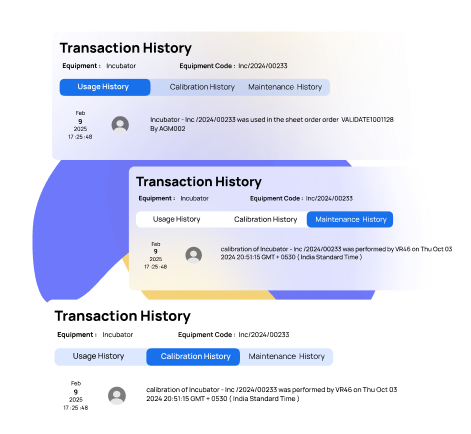 Transaction History
Equipment : Incubator Equipment Code : Inc/2024/00233
Usage History Calibration History Maintenance History
Feb
9
2025
17:25:48
Incubator - Inc /2024/00233 was used in the sheet order order VALIDATE1001128
By AGM002
Transaction History
Equipment : Incubator Equipment Code : Inc/2024/00233
Usage History Calibration History Maintenance History
Feb
9
2025
17:25:48
calibration of Incubator - Inc /2024/00233 was performed by VR46 on Thu Oct 03
2024 20:51:15 GMT + 0530 ( India Standard Time )
Transaction History
Equipment : Incubator Equipment Code : Inc/2024/00233
Usage History Calibration History Maintenance History
Feb
9
2025
17:25:48
calibration of Incubator - Inc /2024/00233 was performed by VR46 on Thu Oct 03
2024 20:51:15 GMT + 0530 ( India Standard Time )